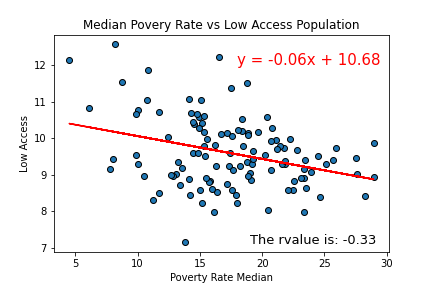 Median Povery Rate vs Low Access Population
y = -0.06x + 10.68
12
11
10
9
8
7
Low Access
The rvalue is: -0.33
5 10 15 20 25 30
Poverty Rate Median